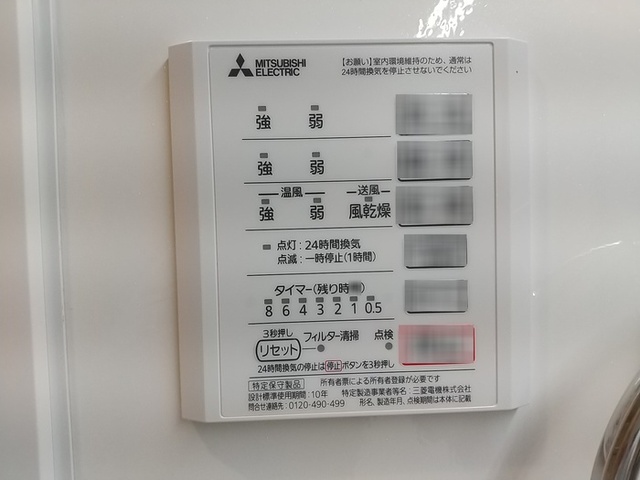 MITSUBISHI
ELECTRIC
【お願い】室内環境維持のため、通常は
24時間換気を停止させないでください
強 弱
強 弱
温風 送風
強 弱 風乾燥
点灯：24時間換気
点滅：一時停止(1時間)
タイマー(残り時
8 6 4 3 2 1 0.5
3秒押し
リセット フィルター清掃 点検
24時間換気の停止は停止ボタンを3秒押し
特定保守製品 所有者票による所有者登録が必要です
設計標準使用期間：10年 特定製造事業者等名：三菱電機株式会社
問合せ連絡先：0120-490-499 形名、製造年月、点検期間は本体に記載